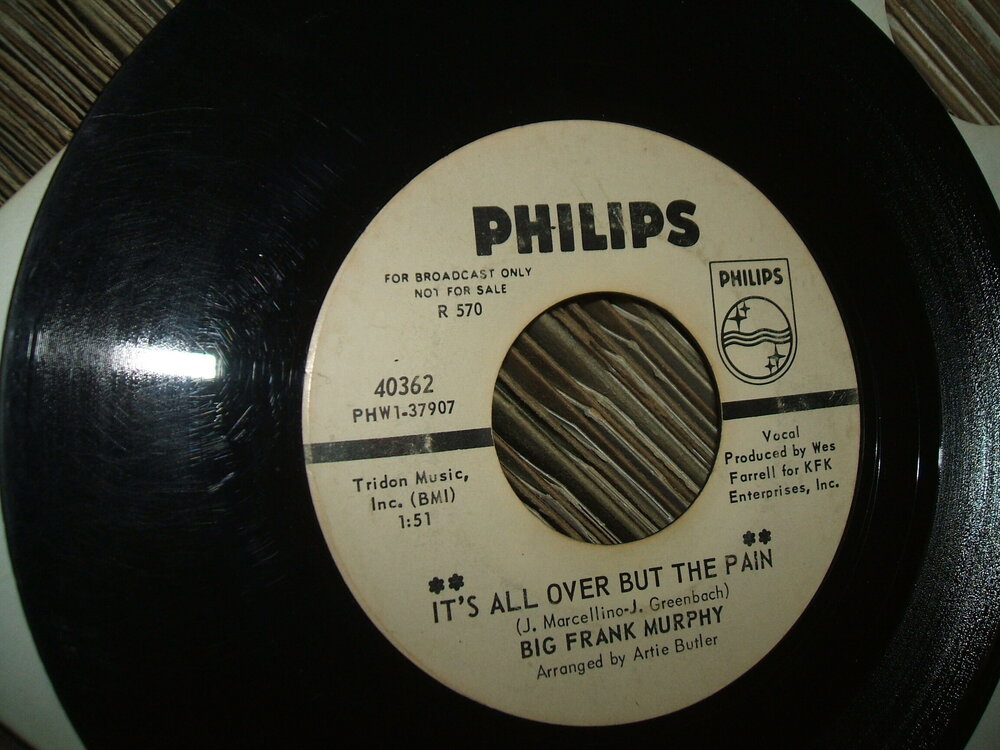 PHILIPS
FOR BROADCAST ONLY
NOT FOR SALE
R 570
PHILIPS
40362
PHW1-37907
Tridon Music,
Inc. (BMI)
1:51
Vocal
Produced by Wes
Farrell for KFK
Enterprises, Inc.
** **
IT'S ALL OVER BUT THE PAIN
(J. Marcellino-J. Greenbach)
BIG FRANK MURPHY
Arranged by Artie Butler